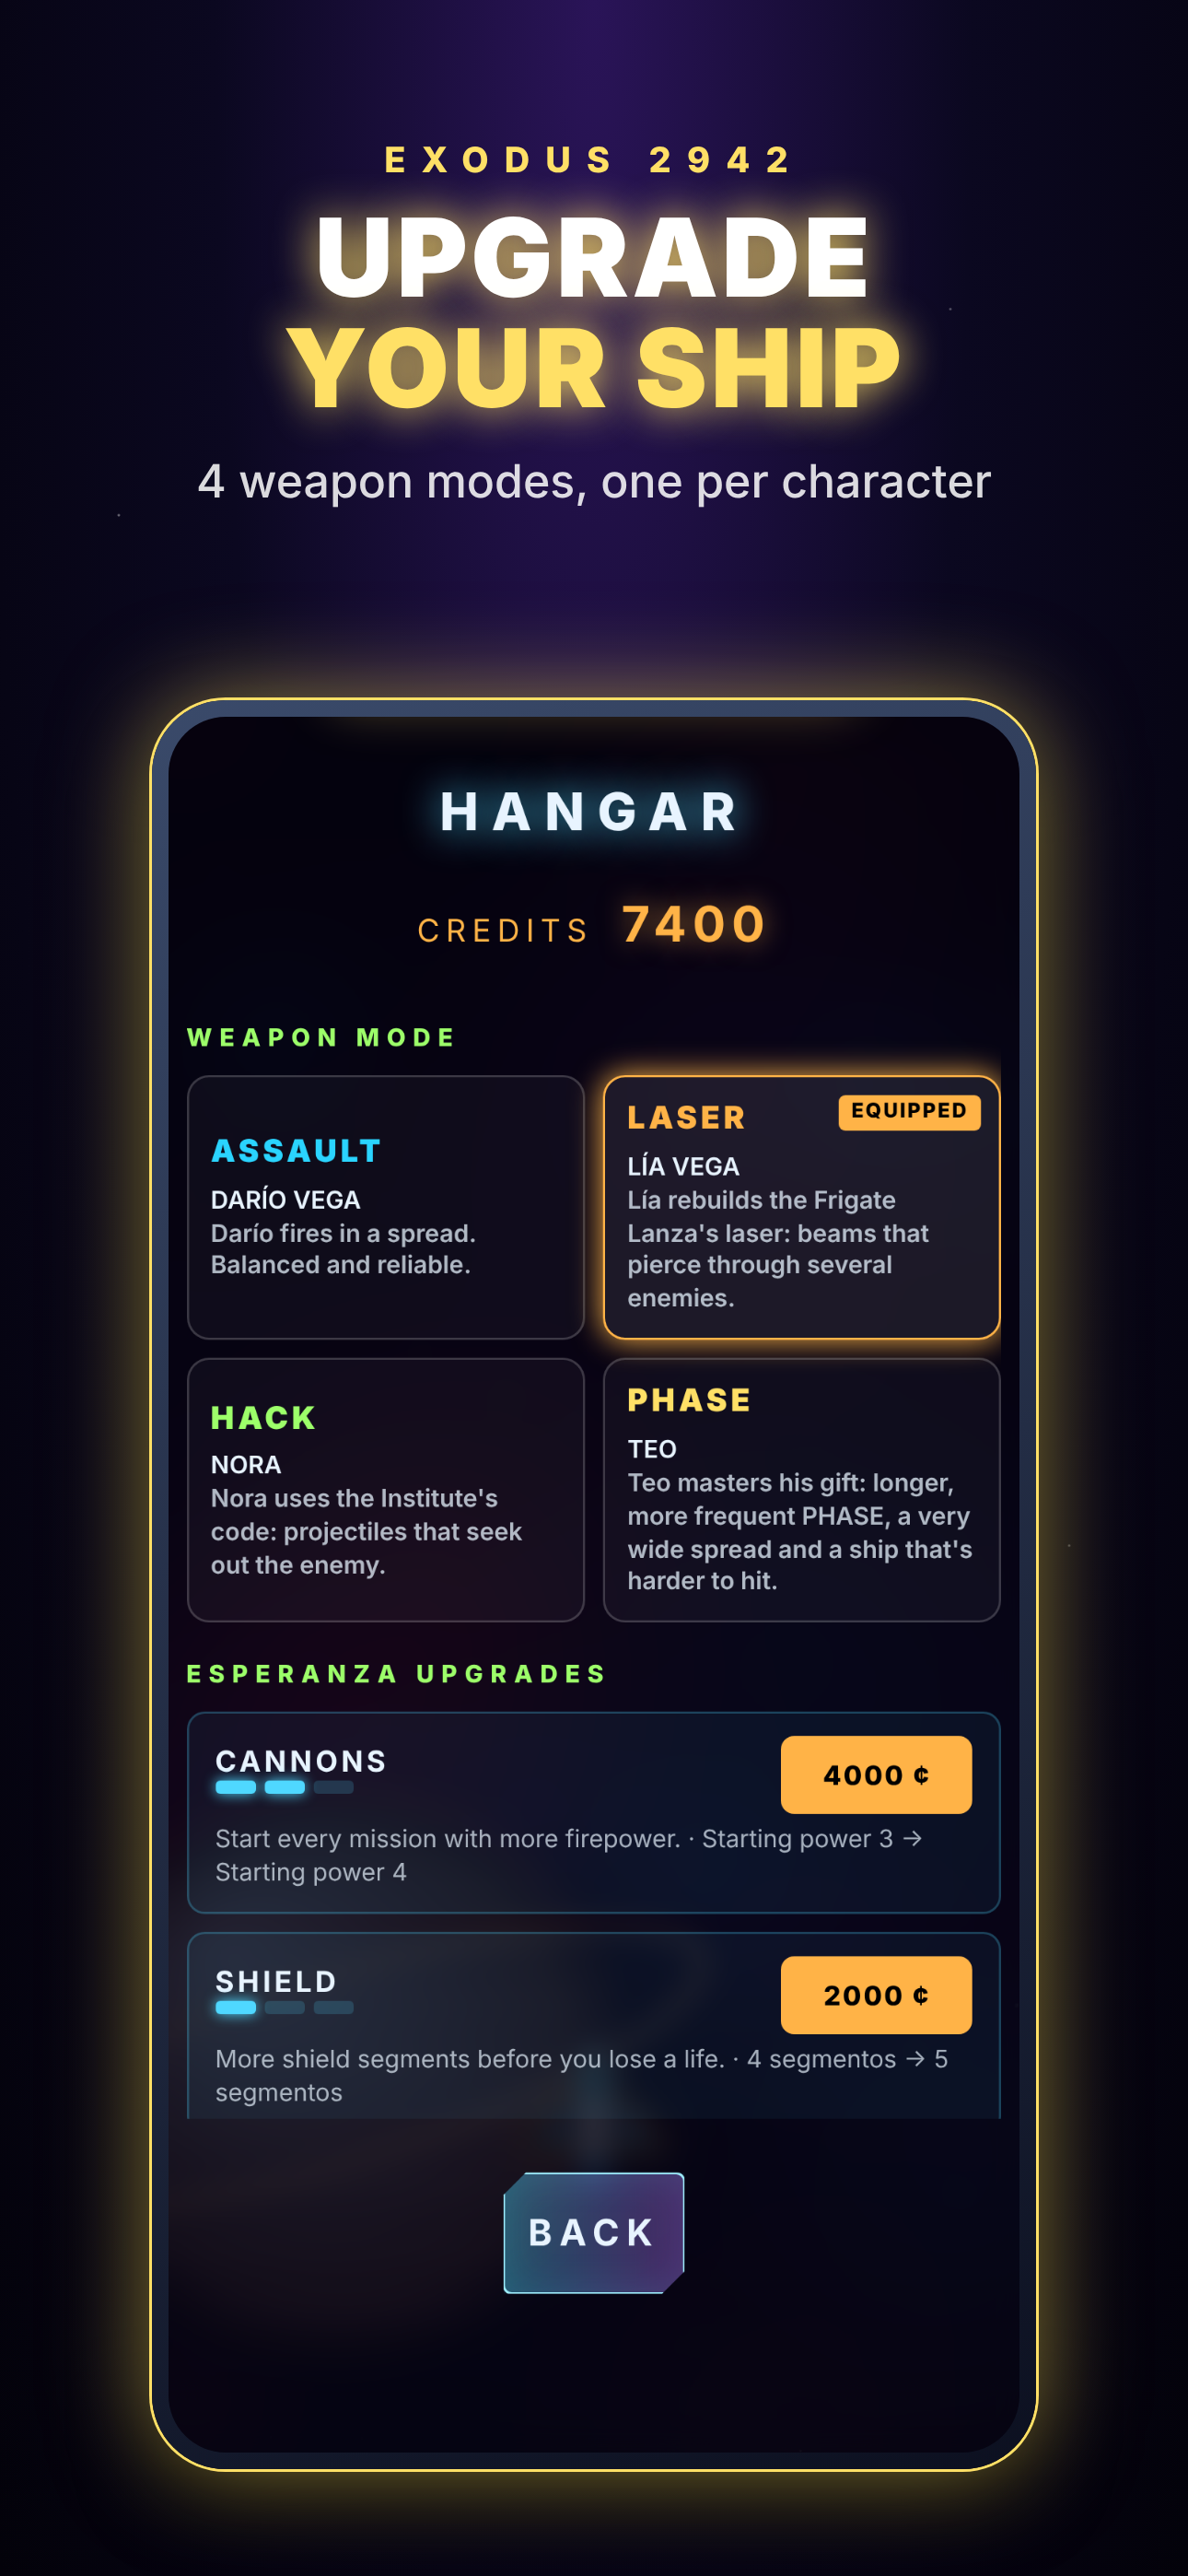 EXODUS 2942
UPGRADE
YOUR SHIP
4 weapon modes, one per character
HANGAR
CREDITS 7400
WEAPON MODE
ASSAULT
DARÍO VEGA
Darío fires in a spread.
Balanced and reliable.
LASER
EQUIPPED
LÍA VEGA
Lía rebuilds the Frigate
Lanza's laser: beams that
pierce through several
enemies.
HACK
NORA
Nora uses the Institute's
code: projectiles that seek
out the enemy.
PHASE
TEO
Teo masters his gift: longer,
more frequent PHASE, a very
wide spread and a ship that's
harder to hit.
ESPERANZA UPGRADES
CANNONS
4000 ¢
Start every mission with more firepower. · Starting power 3 →
Starting power 4
SHIELD
2000 ¢
More shield segments before you lose a life. · 4 segmentos → 5
segmentos
BACK